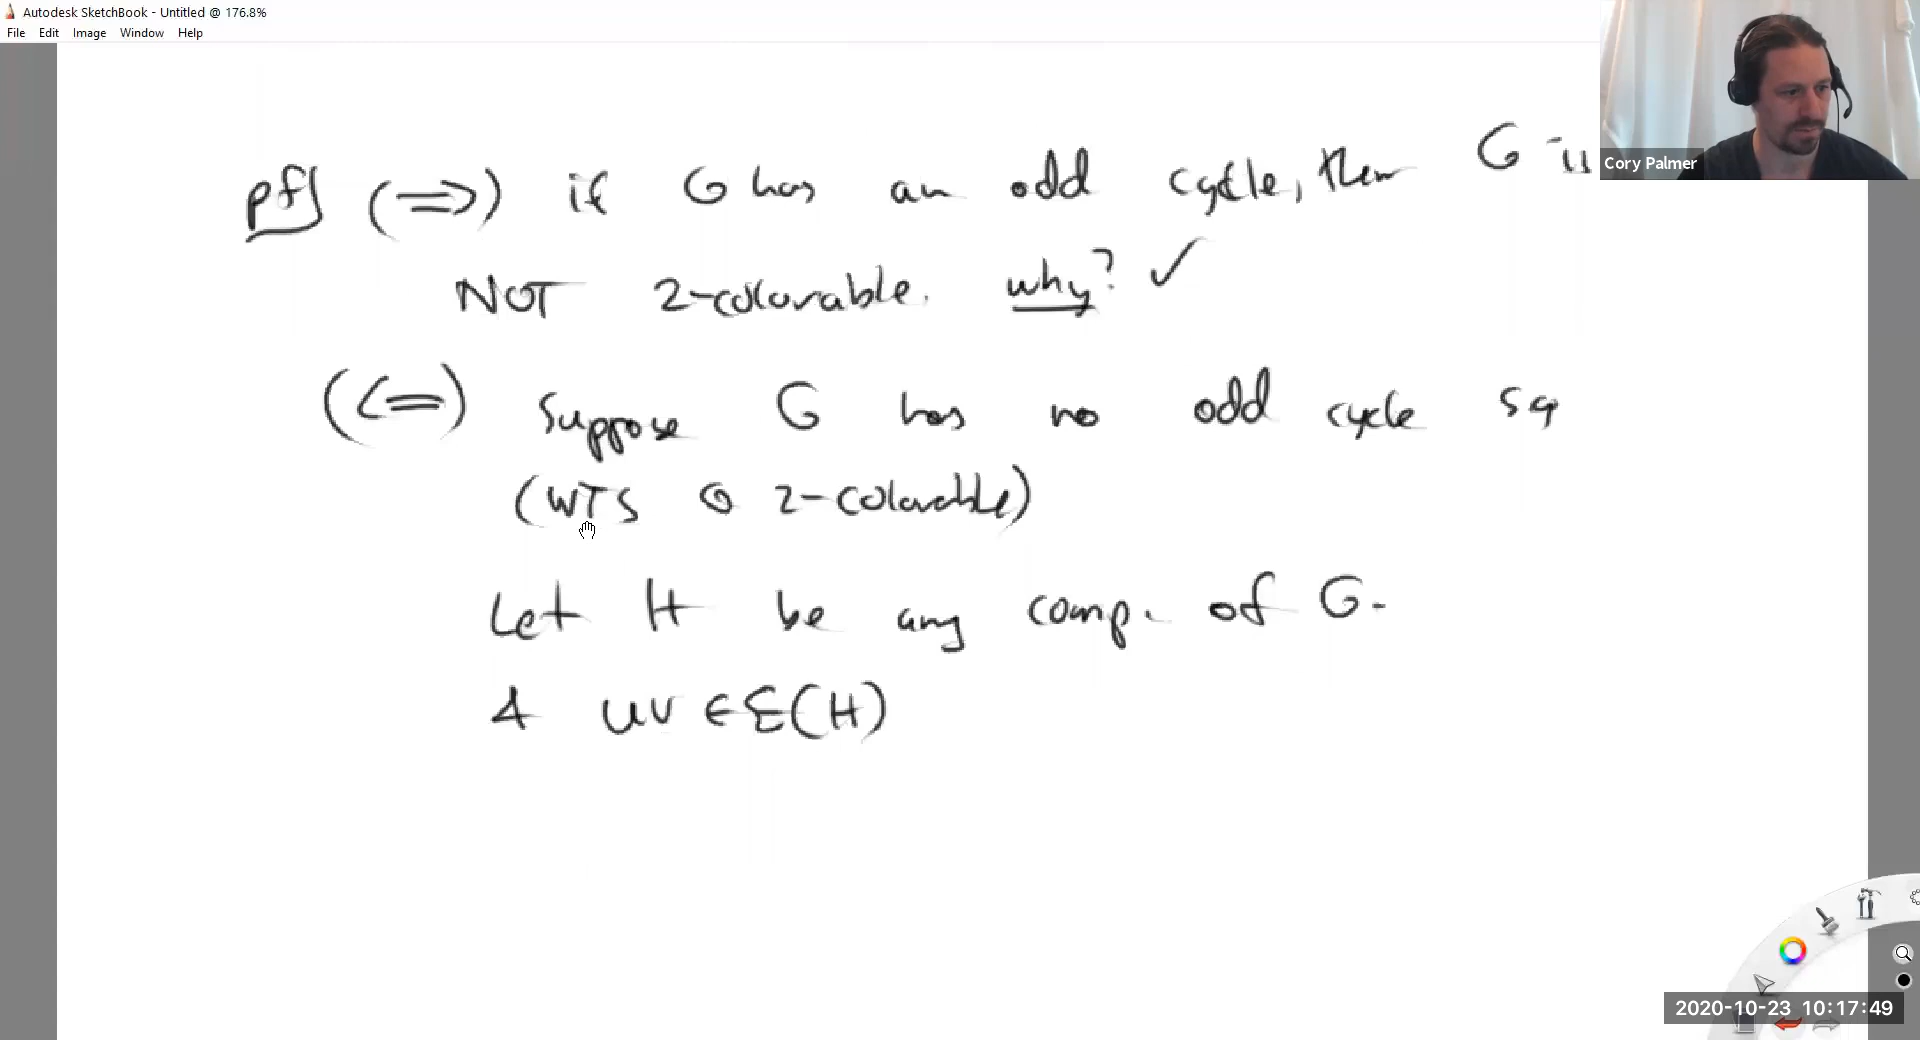 Autodesk SketchBook - Untitled @ 176.8%
File Edit Image Window Help
Cory Palmer
pf) (=>) if G has an odd cycle, then G is
NOT 2-colorable. why? ✓
(<=) Suppose G has no odd cycle sg
(WTS G 2-colorable)
Let H be any comp. of G.
& uv ∈ E(H)
2020-10-23 10:17:49